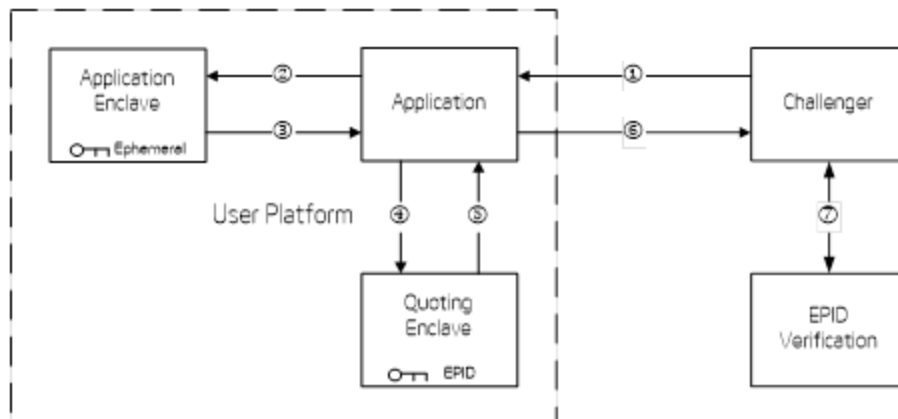 Application
Enclave
Ephemeral
②
③
Application
①
⑥
Challenger
User Platform
④
⑤
⑦
Quoting
Enclave
EPID
EPID
Verification